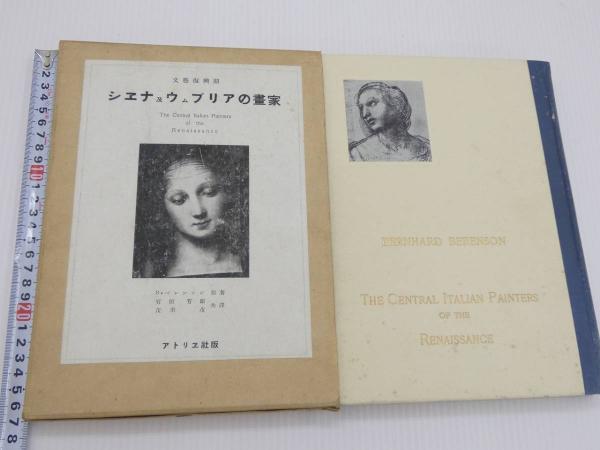 文藝復興期
シエナ及ウムブリアの畫家
The Central Italian Painters
of the
Renaissance
共譯
アトリヱ社版
BERNHARD BERENSON
THE CENTRAL ITALIAN PAINTERS
OF THE
RENAISSANCE